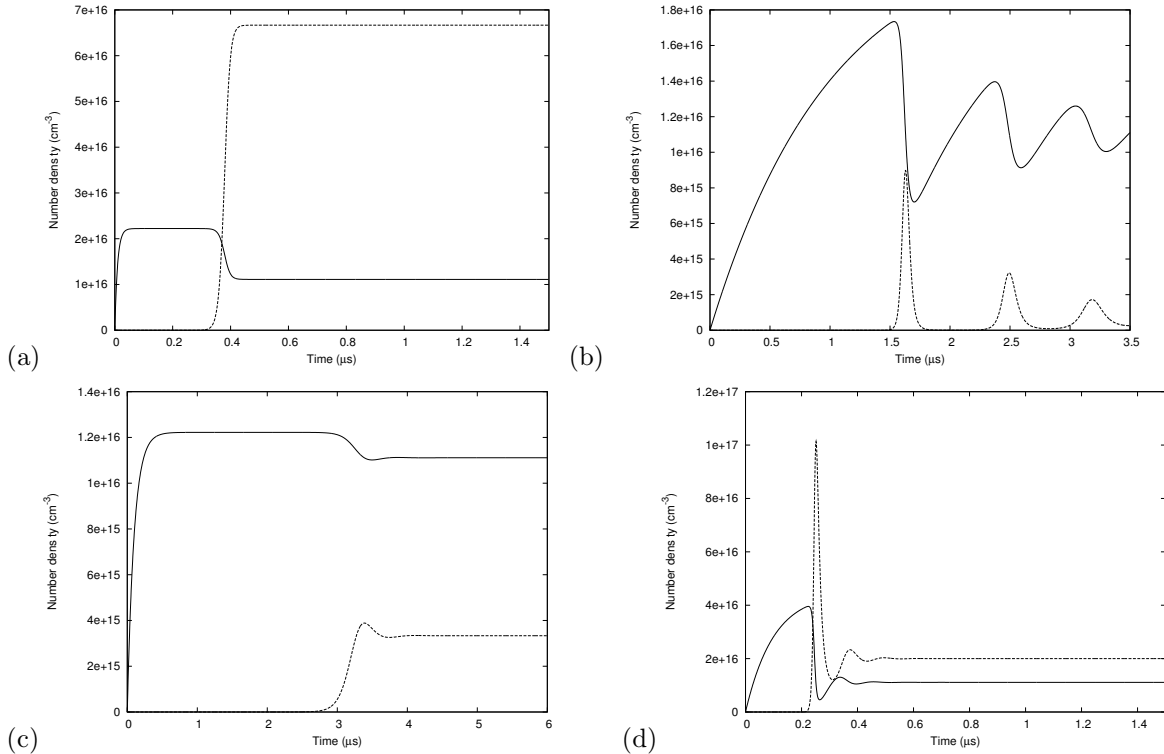 7e+16
6e+16
5e+16
4e+16
3e+16
2e+16
1e+16
0
Number density (cm-3)
0 0.2 0.4 0.6 0.8 1 1.2 1.4
Time (μs)
(a)
1.8e+16
1.6e+16
1.4e+16
1.2e+16
1e+16
8e+15
6e+15
4e+15
2e+15
0
Number density (cm-3)
0 0.5 1 1.5 2 2.5 3 3.5
Time (μs)
(b)
1.4e+16
1.2e+16
1e+16
8e+15
6e+15
4e+15
2e+15
0
Number density (cm-3)
0 1 2 3 4 5 6
Time (μs)
(c)
1.2e+17
1e+17
8e+16
6e+16
4e+16
2e+16
0
Number density (cm-3)
0 0.2 0.4 0.6 0.8 1 1.2 1.4
Time (μs)
(d)